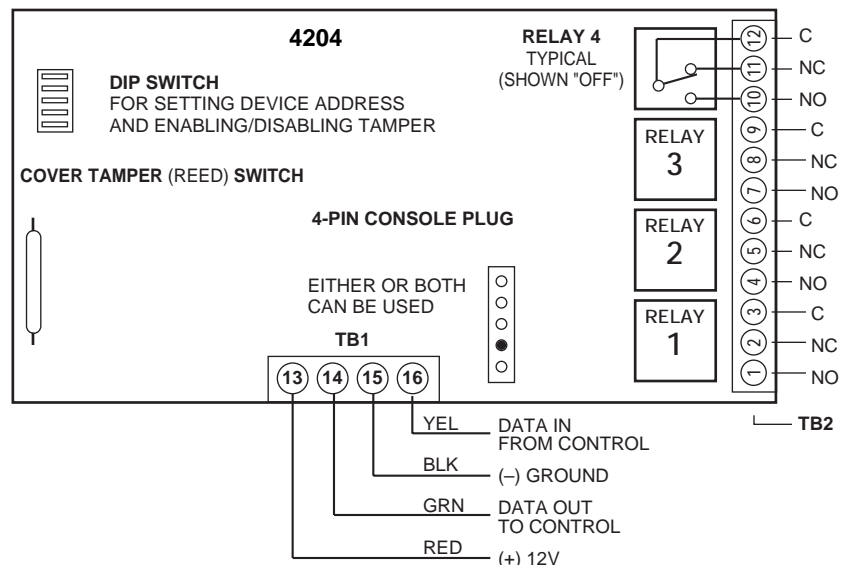 4204
RELAY 4
TYPICAL
(SHOWN "OFF")
DIP SWITCH
FOR SETTING DEVICE ADDRESS
AND ENABLING/DISABLING TAMPER
COVER TAMPER (REED) SWITCH
4-PIN CONSOLE PLUG
EITHER OR BOTH
CAN BE USED
TB1
13 14 15 16
RELAY
3
RELAY
2
RELAY
1
12 C
11 NC
10 NO
9 C
8 NC
7 NO
6 C
5 NC
4 NO
3 C
2 NC
1 NO
TB2
YEL DATA IN
FROM CONTROL
BLK (–) GROUND
GRN DATA OUT
TO CONTROL
RED (+) 12V